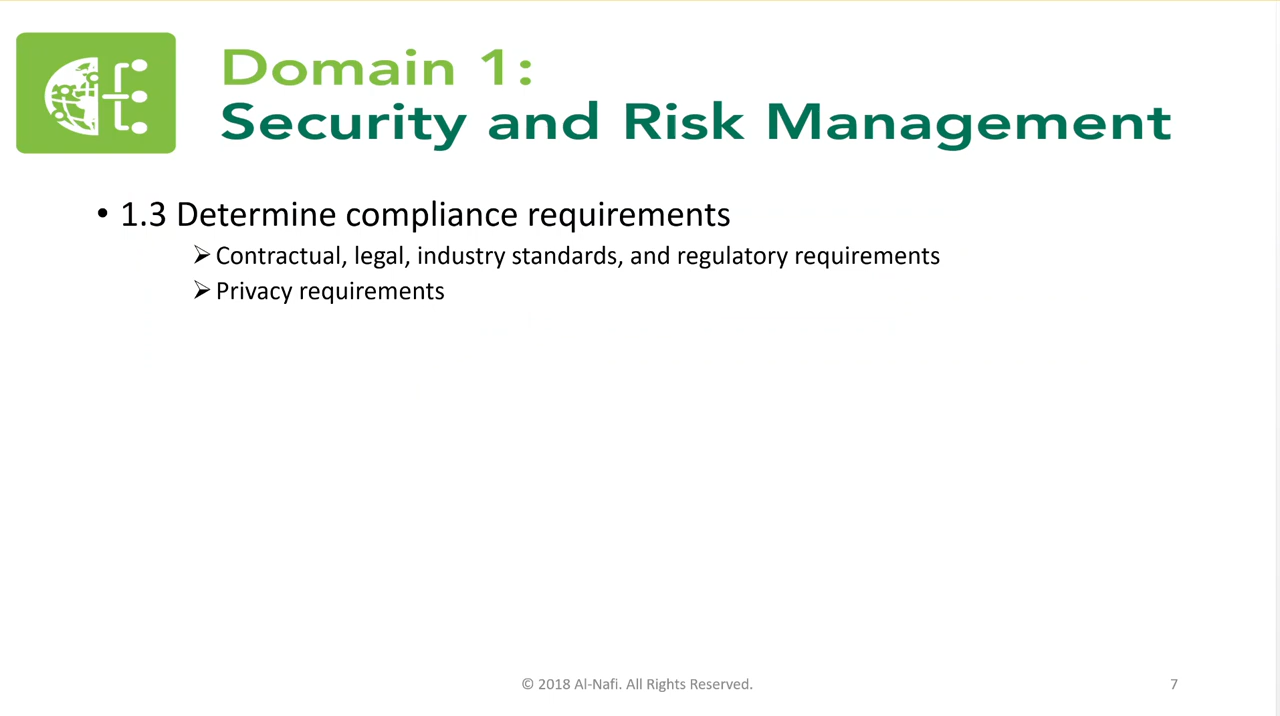 Domain 1:
Security and Risk Management
• 1.3 Determine compliance requirements
➢ Contractual, legal, industry standards, and regulatory requirements
➢ Privacy requirements
© 2018 Al-Nafi. All Rights Reserved.
7